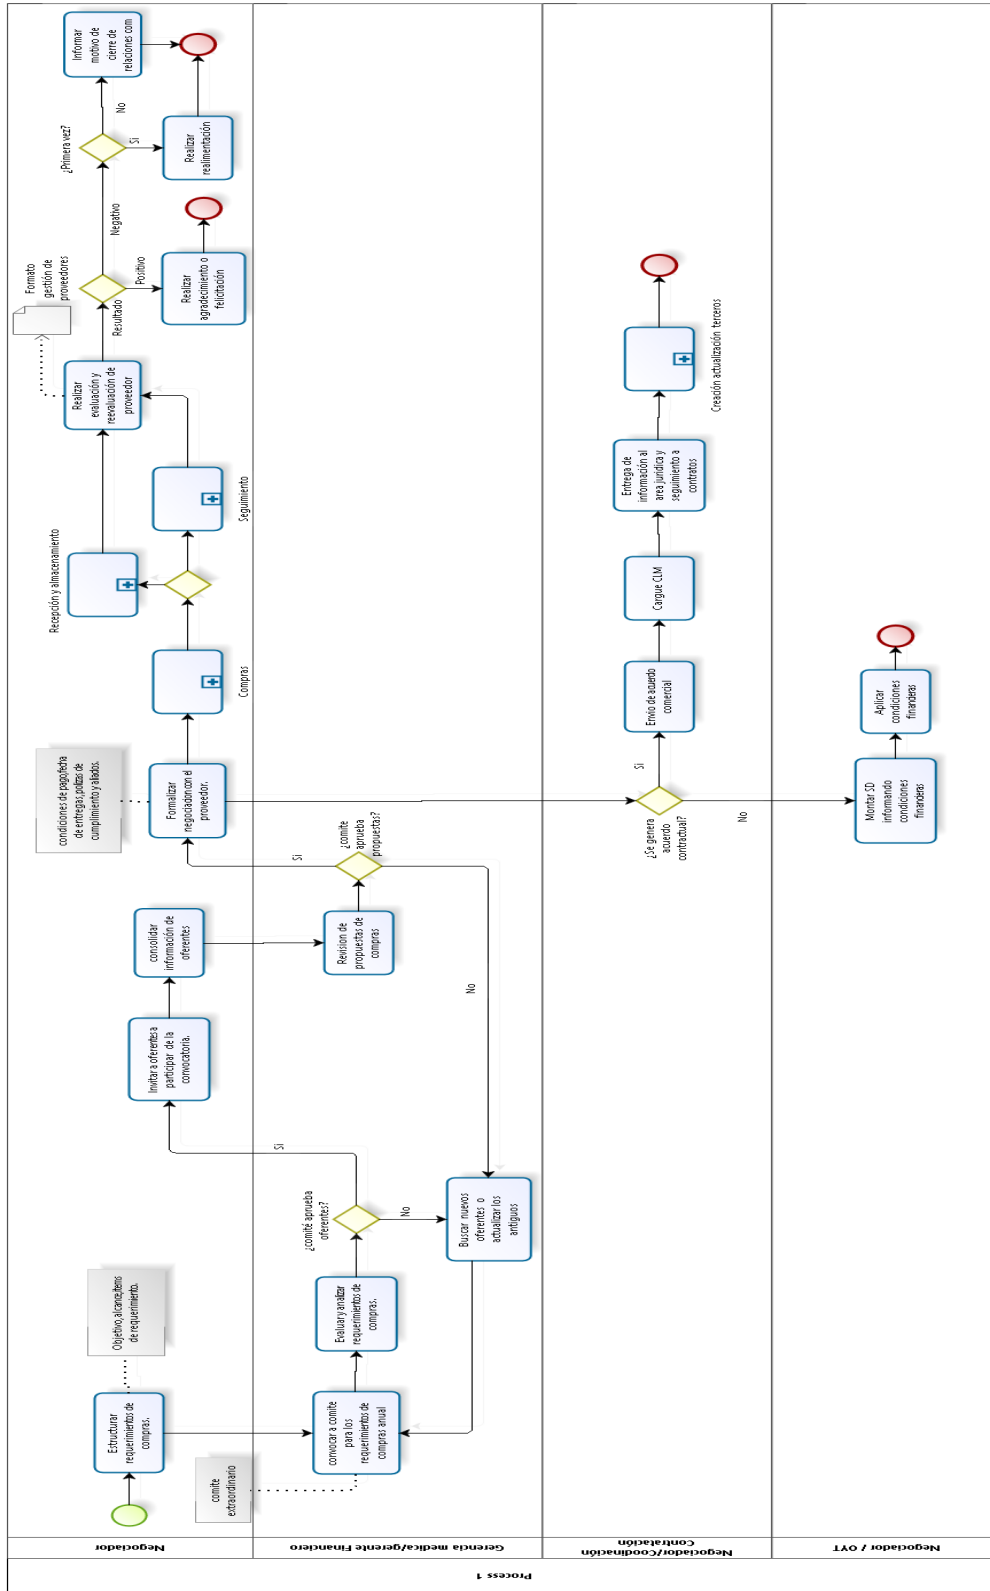 Process 1
Negociador
Gerencia medica/gerente Financiero
Negociador/Coodinación
Contratación
Negociador / OYT
Estructurar
requerimientos de
compras.
Objetivo,alcance,items
de requerimiento.
Invitar a oferentes a
participar de la
convocatoria.
consolidar
información de
oferentes
condiciones de pago,fecha
de entregas,polizas de
cumplimiento y aliados.
Formalizar
negociacion con el
proveedor.
Compras
Recepción y almacenamiento
Seguimiento
Realizar
evaluación y
reevaluación de
proveedor
Formato
gestión de
proveedores
Resultado
Positivo
Realizar
agradecimiento o
felicitación
Negativo
¿Primera vez?
Si
Realizar
realimentación
No
Informar
motivo de
cierre de
relaciones com
comite
extraordinario
convocar a comite
para los
requerimientos de
compras anual
Evaluar y analizar
requerimientos de
compras.
¿comité aprueba
oferentes?
Si
No
Buscar nuevos
oferentes o
actualizar los
antiguos
Revision de
propuestas de
compras
¿comite
aprueba
propuestas?
Si
No
¿Se genera
acuerdo
contractual?
Si
No
Envio de acuerdo
comercial
Cargue CLM
Entrega de
información al
area juridica y
seguimiento a
contratos
Creación actualización terceros
Montar SD
informando
condiciones
financieras
Aplicar
condiciones
financieras